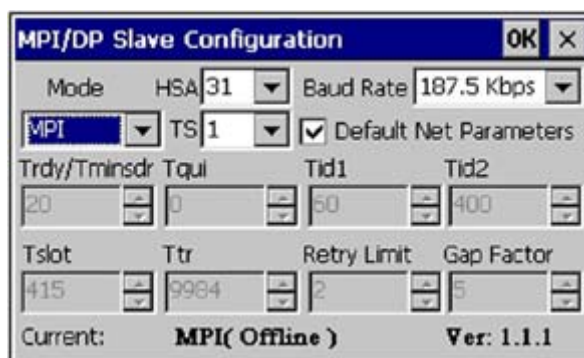 MPI/DP Slave Configuration OK ×
Mode HSA 31 Baud Rate 187.5 Kbps
MPI TS 1 Default Net Parameters
Trdy/Tminsdr Tqui Tid1 Tid2
20 0 60 400
Tslot Ttr Retry Limit Gap Factor
415 9984 2 5
Current: MPI( Offline ) Ver: 1.1.1